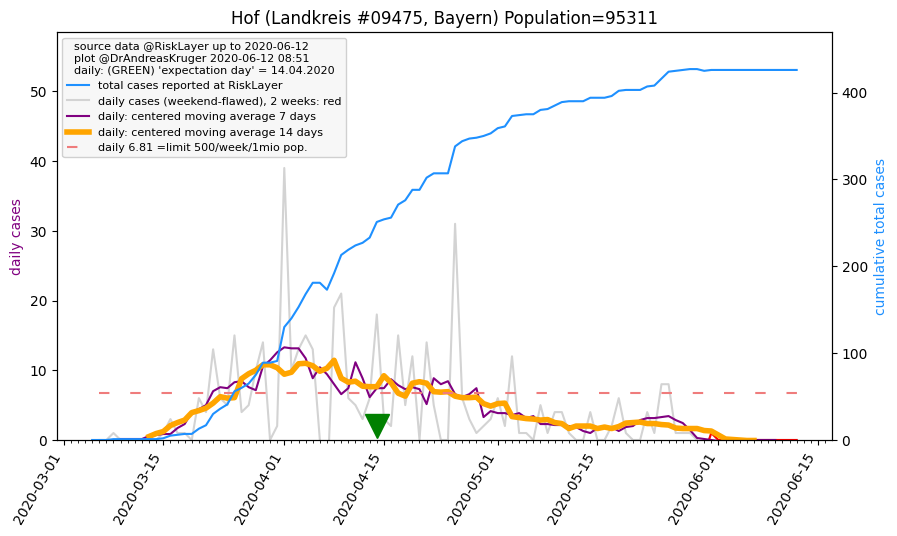 Hof (Landkreis #09475, Bayern) Population=95311
source data @RiskLayer up to 2020-06-12
plot @DrAndreasKruger 2020-06-12 08:51
daily: (GREEN) 'expectation day' = 14.04.2020
total cases reported at RiskLayer
daily cases (weekend-flawed), 2 weeks: red
daily: centered moving average 7 days
daily: centered moving average 14 days
daily 6.81 =limit 500/week/1mio pop.
daily cases
50
40
30
20
10
0
cumulative total cases
400
300
200
100
0
2020-03-01
2020-03-15
2020-04-01
2020-04-15
2020-05-01
2020-05-15
2020-06-01
2020-06-15